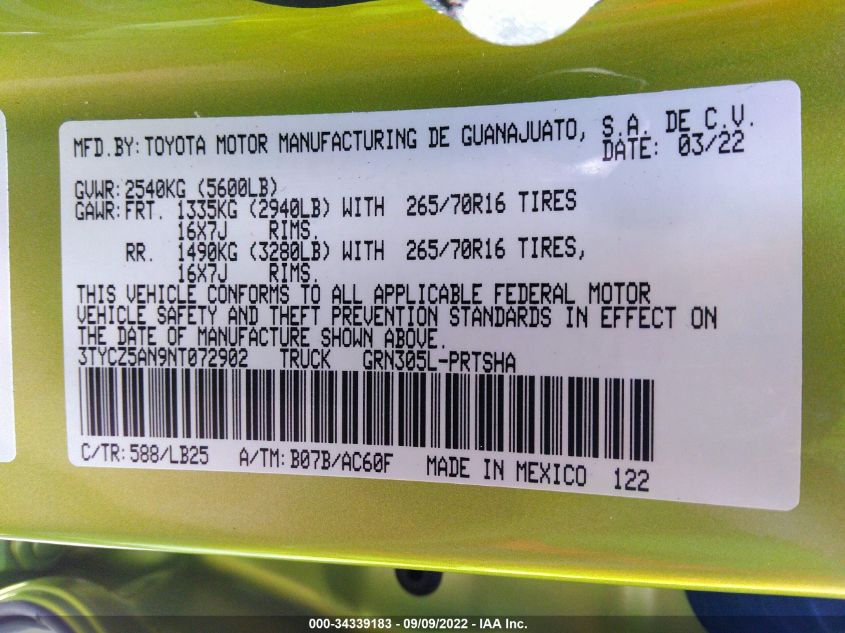 MFD.BY: TOYOTA MOTOR MANUFACTURING DE GUANAJUATO, S.A. DE C.V.
DATE: 03/22
GVWR: 2540KG (5600LB)
GAWR: FRT. 1335KG (2940LB) WITH 265/70R16 TIRES
16X7J RIMS.
RR. 1490KG (3280LB) WITH 265/70R16 TIRES,
16X7J RIMS.
THIS VEHICLE CONFORMS TO ALL APPLICABLE FEDERAL MOTOR
VEHICLE SAFETY AND THEFT PREVENTION STANDARDS IN EFFECT ON
THE DATE OF MANUFACTURE SHOWN ABOVE.
3TYCZ5AN9NT072902 TRUCK GRN305L-PRTSHA
C/TR: 588/LB25 A/TM: B07B/AC60F MADE IN MEXICO 122
000-34339183 - 09/09/2022 - IAA Inc.